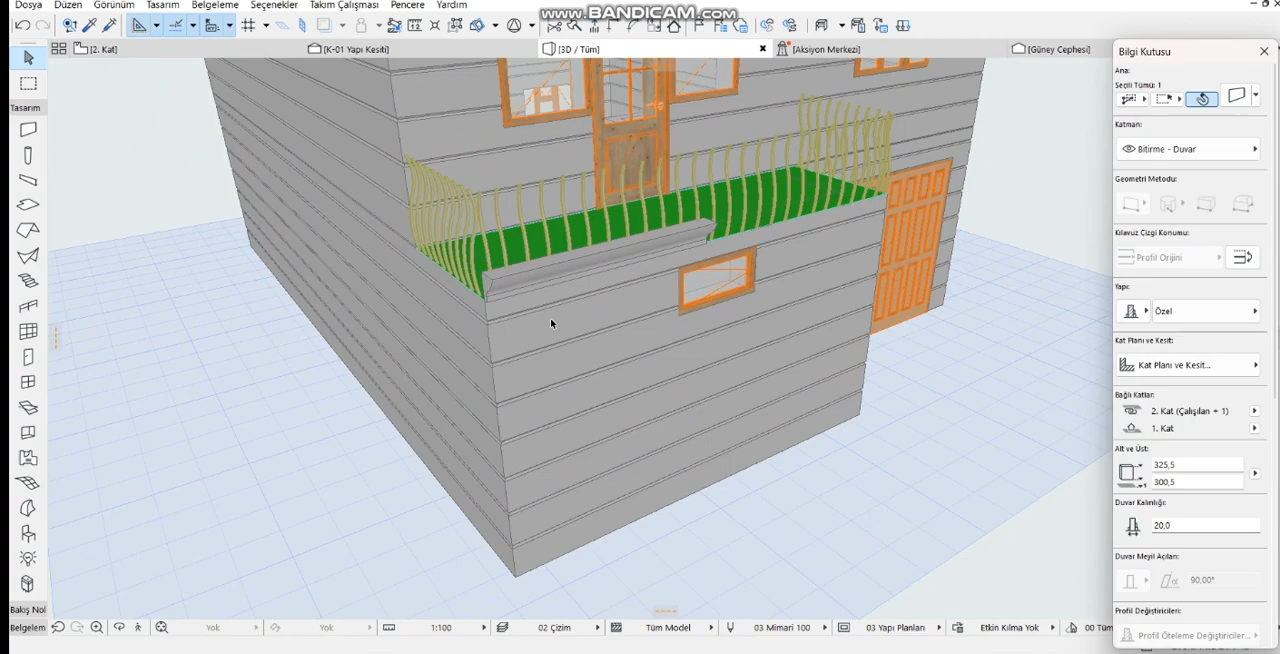 Dosya Düzen Görünüm Tasarım Belgeleme Seçenekler Takım Çalışması Pencere Yardım
www.BANDICAM.com
[2. Kat]
[K-01 Yapı Kesiti]
[3D / Tüm]
[Aksiyon Merkezi]
[Güney Cephesi]
Tasarım
Bakış Nol
Belgelem
Bilgi Kutusu
Ana:
Seçili Tümü: 1
Katman:
Bitirme - Duvar
Geometri Metodu:
Kılavuz Çizgi Konumu:
Profil Orijini
Yapı:
Özel
Kat Planı ve Kesit:
Kat Planı ve Kesit...
Bağlı Katlar:
2. Kat (Çalışılan + 1)
1. Kat
Alt ve Üst:
325,5
300,5
Duvar Kalınlığı:
20,0
Duvar Meyil Açıları:
90,00°
Profil Değiştiricileri:
Profil Öteleme Değiştiriciler...
Yok
Yok
1:100
02 Çizim
Tüm Model
03 Mimari 100
03 Yapı Planları
Etkin Kılma Yok
00 Tüm